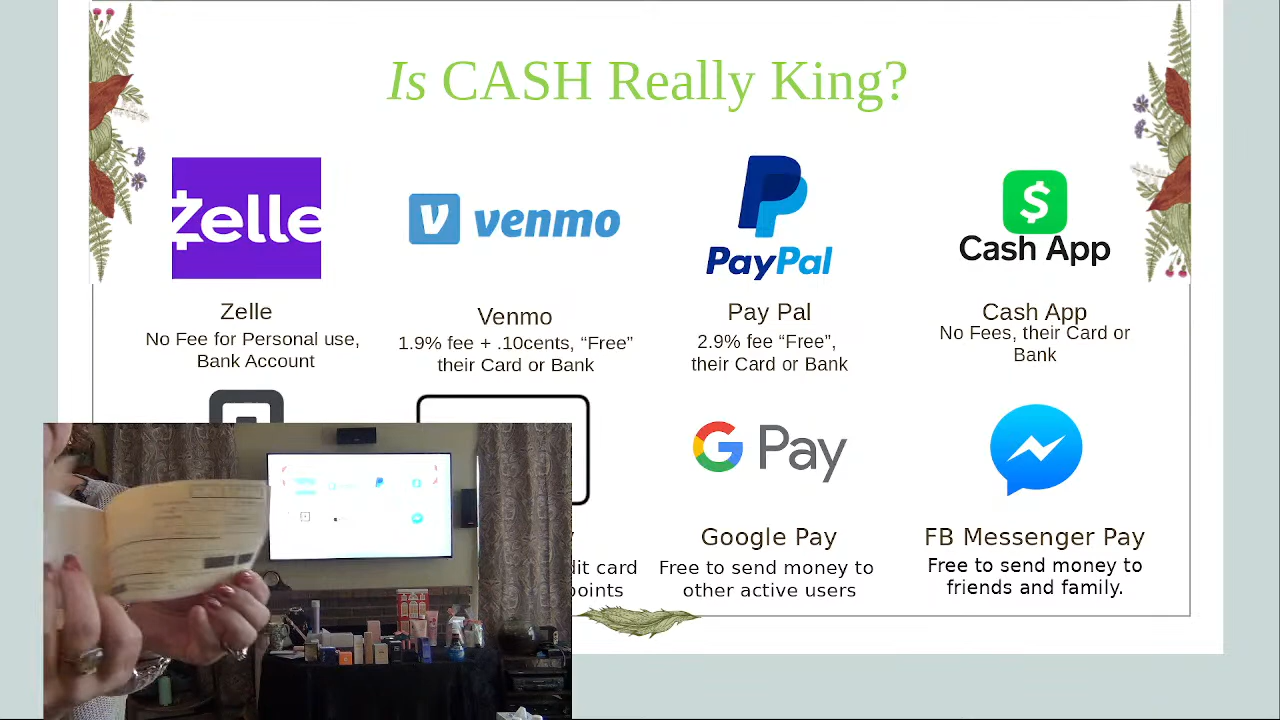 Is CASH Really King?
Zelle
venmo
PayPal
Cash App
Zelle
Venmo
Pay Pal
Cash App
No Fee for Personal use,
Bank Account
1.9% fee + .10cents, “Free”
their Card or Bank
2.9% fee “Free”,
their Card or Bank
No Fees, their Card or
Bank
G Pay
Google Pay
FB Messenger Pay
card
Free to send money to
other active users
Free to send money to
friends and family.